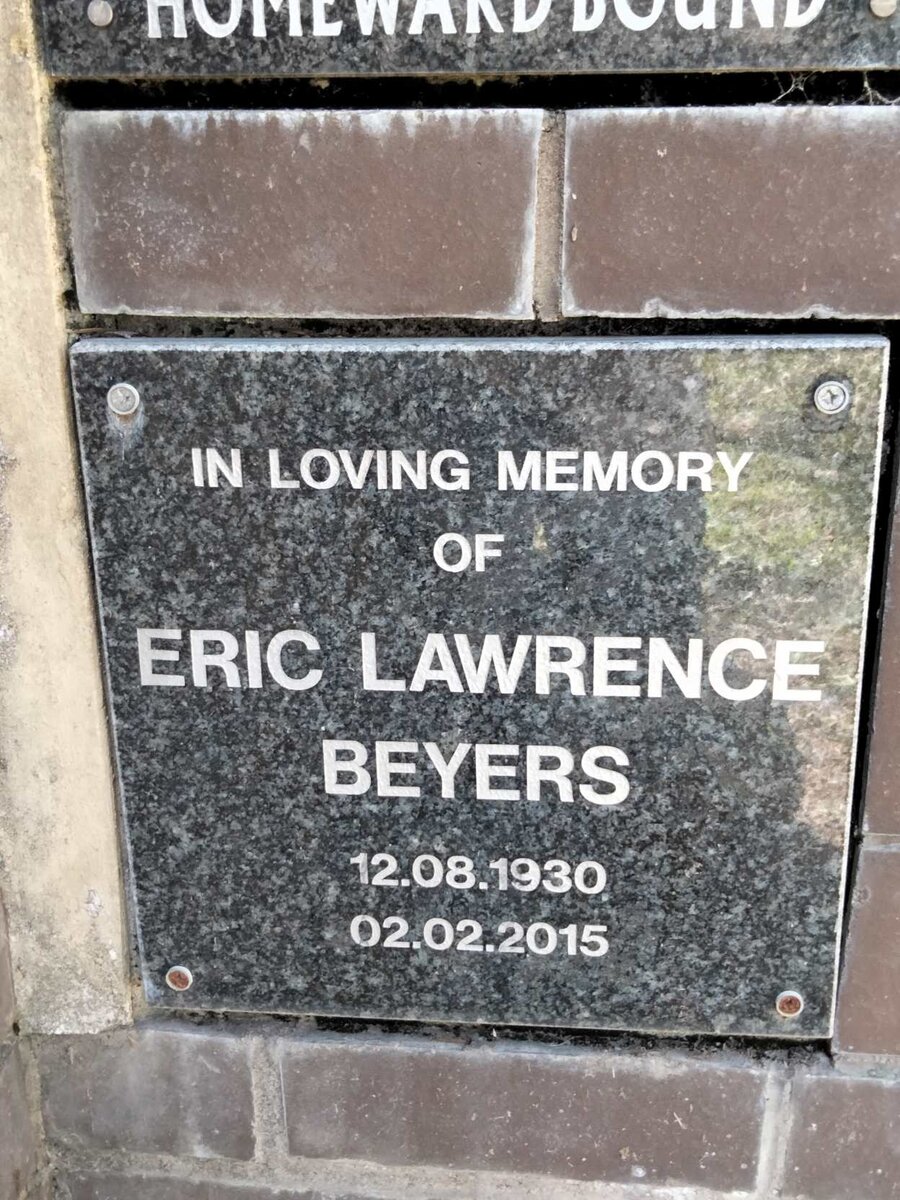 HOMEWARD BOUND
IN LOVING MEMORY
OF
ERIC LAWRENCE
BEYERS
12.08.1930
02.02.2015